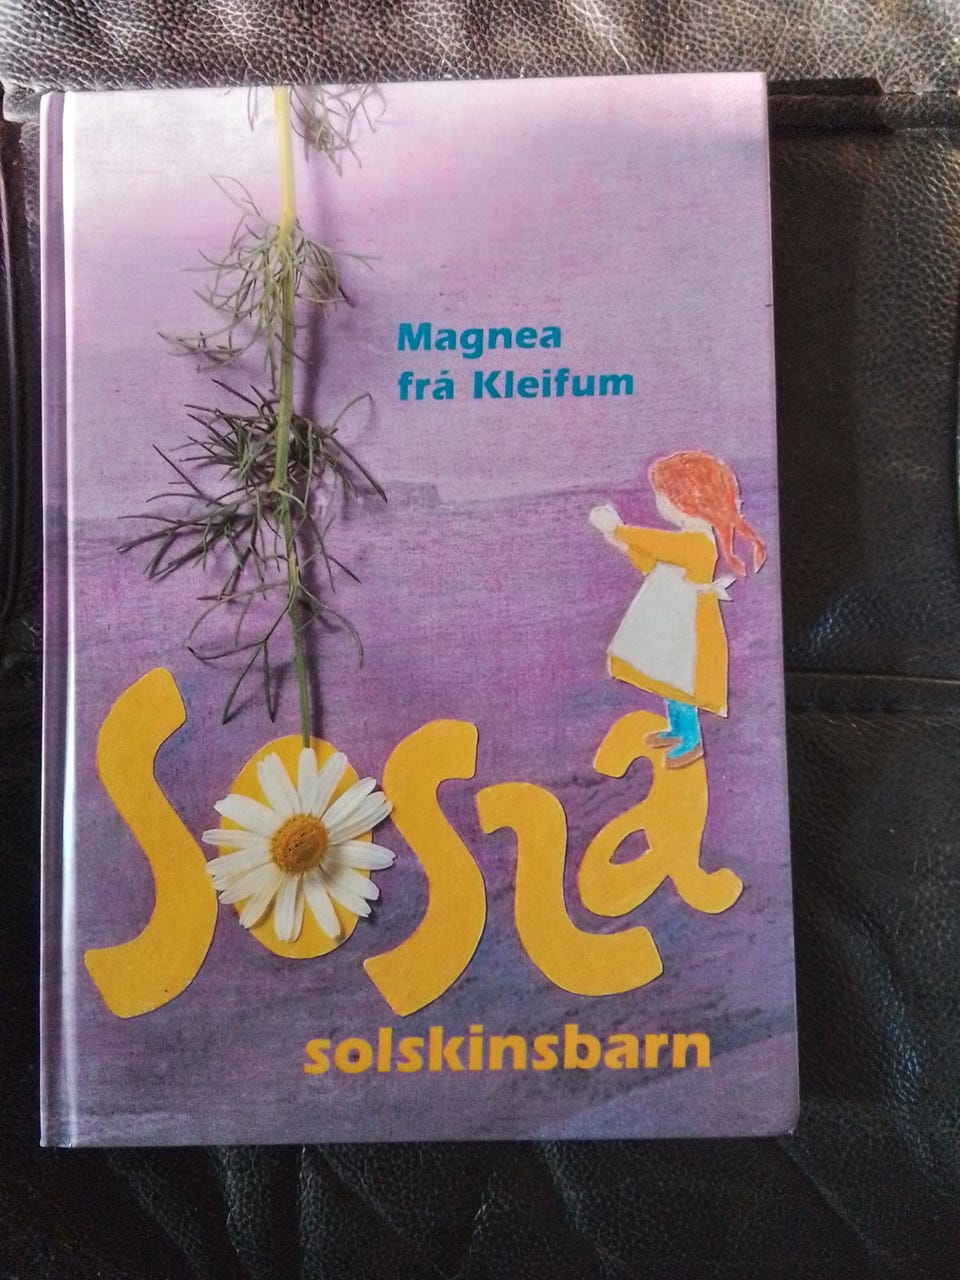 Magnea
frá Kleifum
Sossa
solskinsbarn